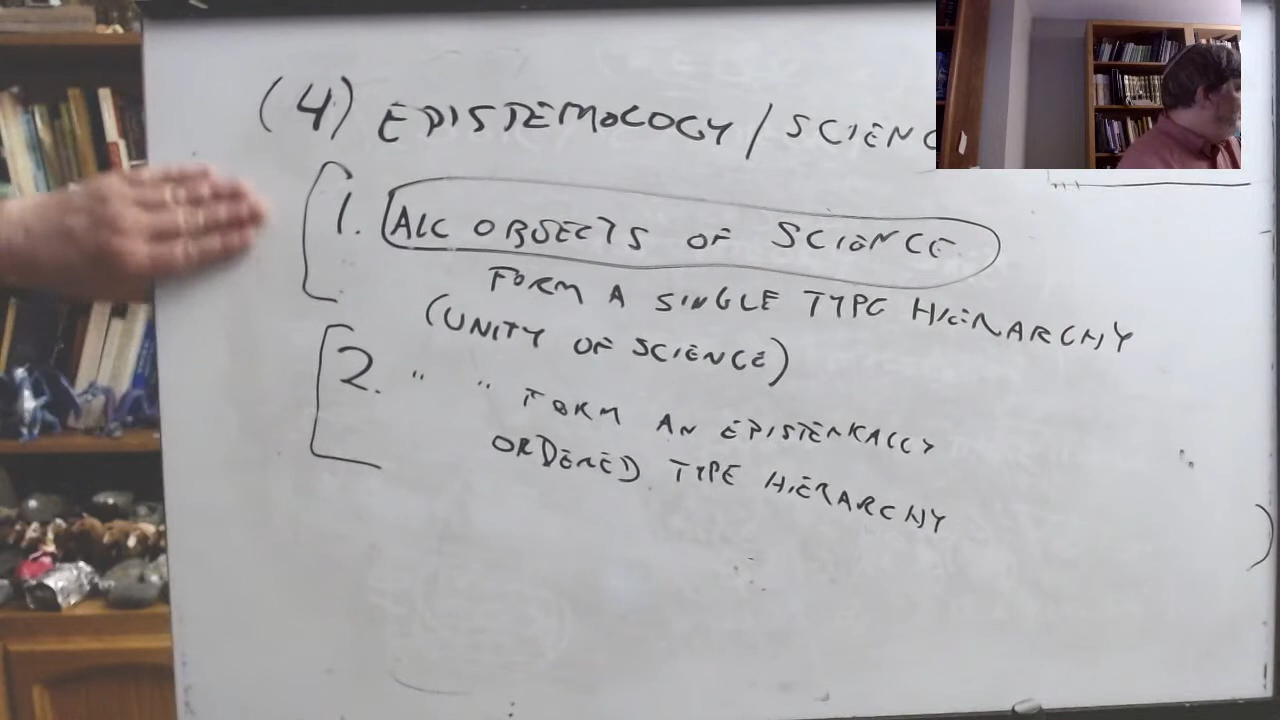 (4) EPISTEMOLOGY / SCIENC
1. ALL OBJECTS OF SCIENCE
FORM A SINGLE TYPE HIERARCHY
(UNITY OF SCIENCE)
2. " " FORM AN EPISTEMICALLY
ORDERED TYPE HIERARCHY